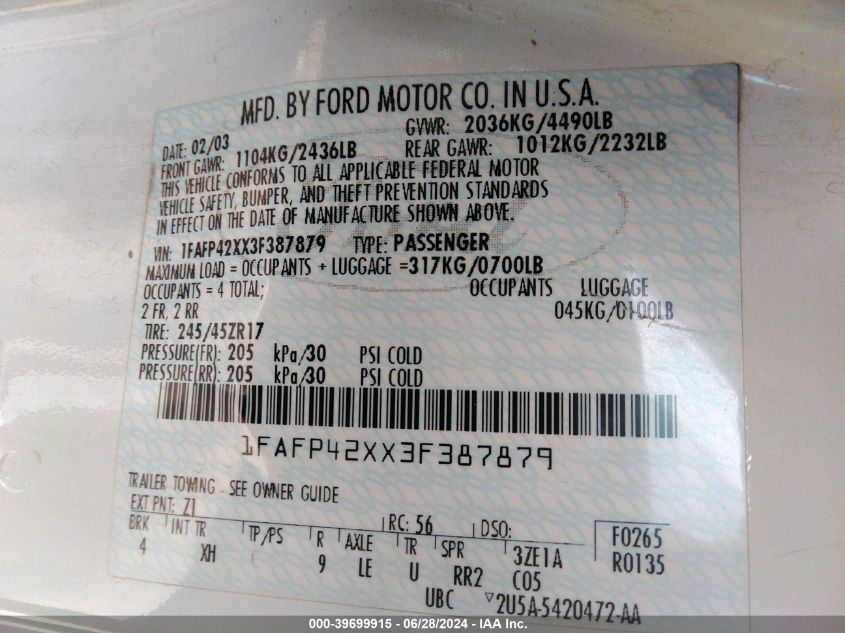 MFD. BY FORD MOTOR CO. IN U.S.A.
DATE: 02/03 GVWR: 2036KG/4490LB
FRONT GAWR: 1104KG/2436LB REAR GAWR: 1012KG/2232LB
THIS VEHICLE CONFORMS TO ALL APPLICABLE FEDERAL MOTOR
VEHICLE SAFETY, BUMPER, AND THEFT PREVENTION STANDARDS
IN EFFECT ON THE DATE OF MANUFACTURE SHOWN ABOVE.
VIN: 1FAFP42XX3F387879 TYPE: PASSENGER
MAXIMUM LOAD = OCCUPANTS + LUGGAGE =317KG/0700LB
OCCUPANTS = 4 TOTAL; OCCUPANTS LUGGAGE
2 FR, 2 RR 045KG/0100LB
TIRE: 245/45ZR17
PRESSURE(FR): 205 kPa/30 PSI COLD
PRESSURE(RR): 205 kPa/30 PSI COLD
1FAFP42XX3F387879
TRAILER TOWING - SEE OWNER GUIDE
EXT PNT: Z1 RC: 56 DSO: F0265
BRK INT TR TP/PS R AXLE TR SPR 3ZE1A R0135
4 XH 9 LE U RR2 C05
UBC ▽2U5A-5420472-AA
000-39699915 - 06/28/2024 - IAA Inc.